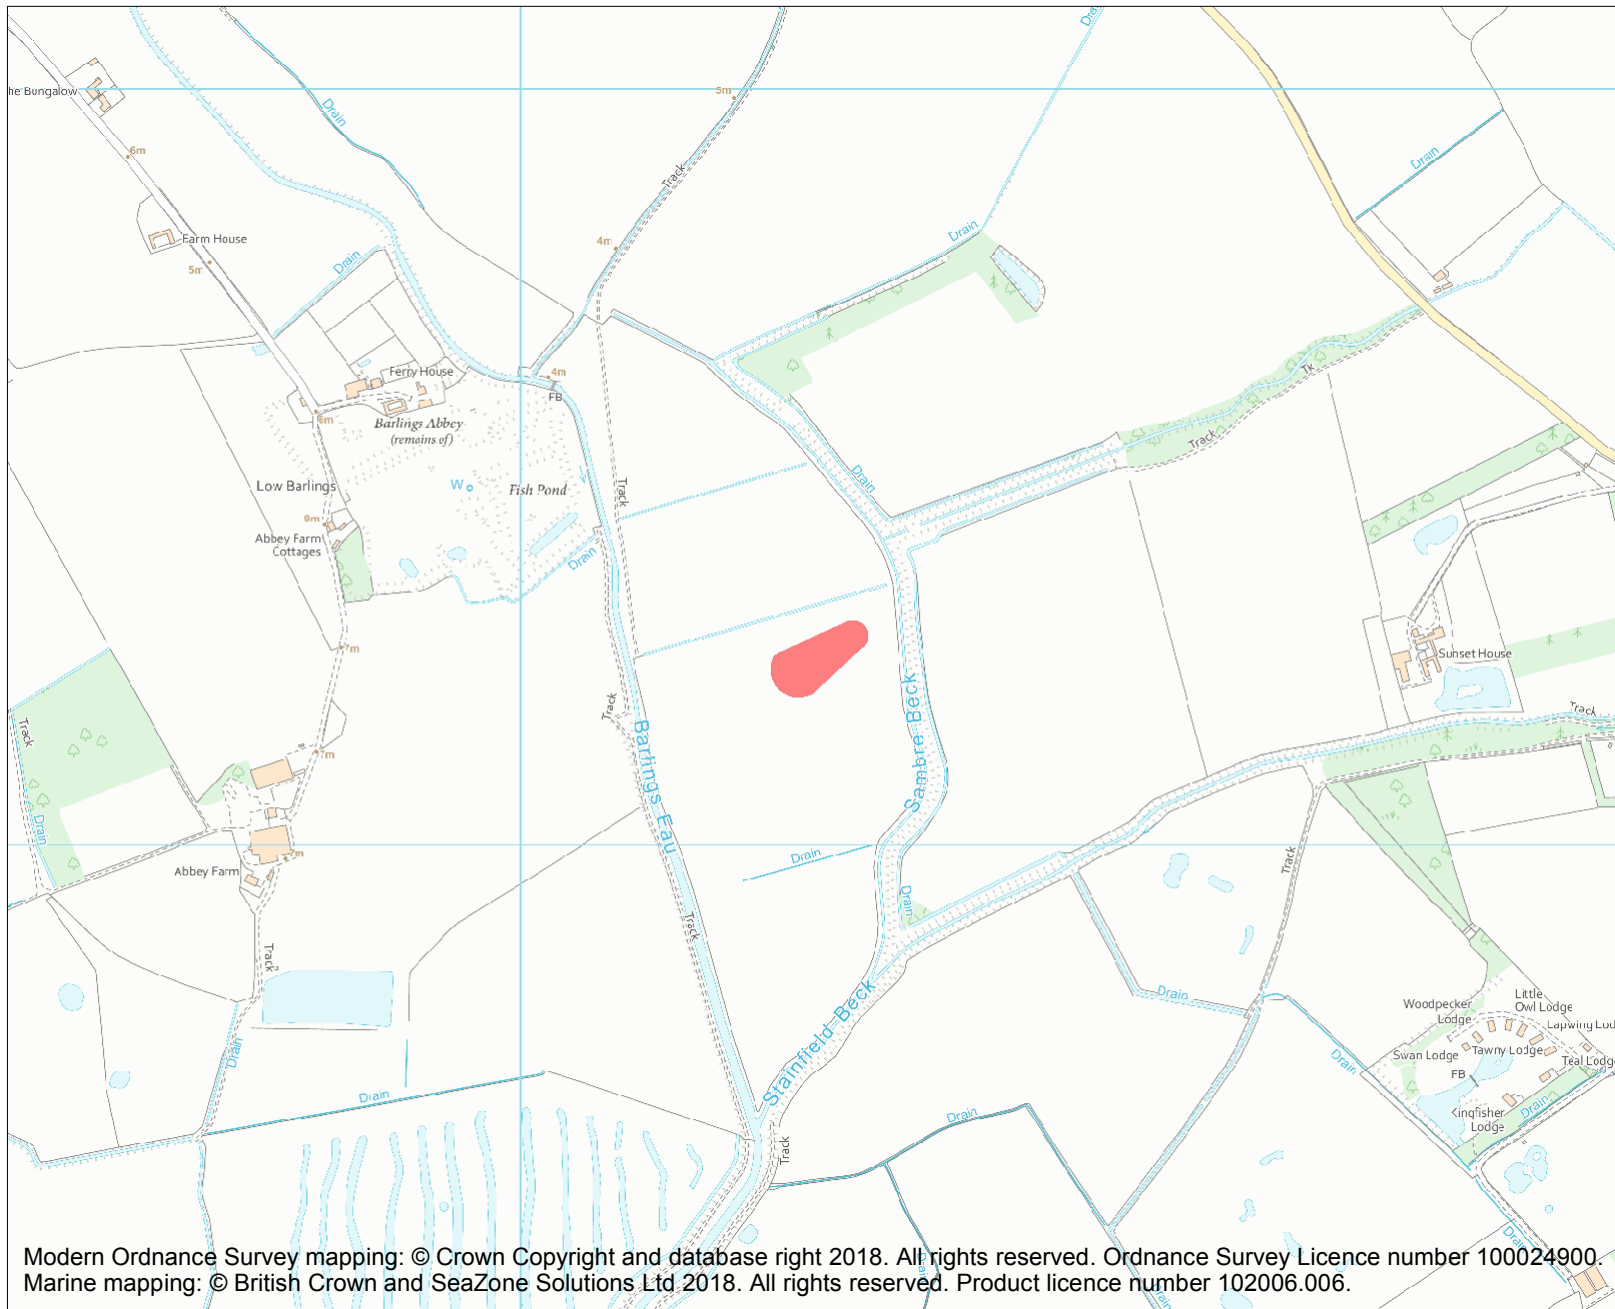 Drain
Drain
5m
he Bungalow
Drain
6m
Track
Drain
Farm House
4m
Drain
5m
Drain
Ferry House
4m
FB
Tk
6m
Barlings Abbey
(remains of)
Track
Drain
Low Barlings
W
Fish Pond
Track
9m
Abbey Farm
Cottages
Drain
7m
Sunset House
Track
Track
Track
Sambre Beck
Barlings Eau
7m
Drain
Drain
7m
Track
Abbey Farm
Drain
Track
Track
Stainfield Beck
Drain
Woodpecker
Lodge
Little
Owl Lodge
Lapwing Lod
Drain
Drain
Swan Lodge
Tawny Lodge
Teal Lodge
FB
Drain
Drain
Drain
Kingfisher
Lodge
Track
Drain
Drain
Drain
Modern Ordnance Survey mapping: © Crown Copyright and database right 2018. All rights reserved. Ordnance Survey Licence number 100024900.
Marine mapping: © British Crown and SeaZone Solutions Ltd 2018. All rights reserved. Product licence number 102006.006.